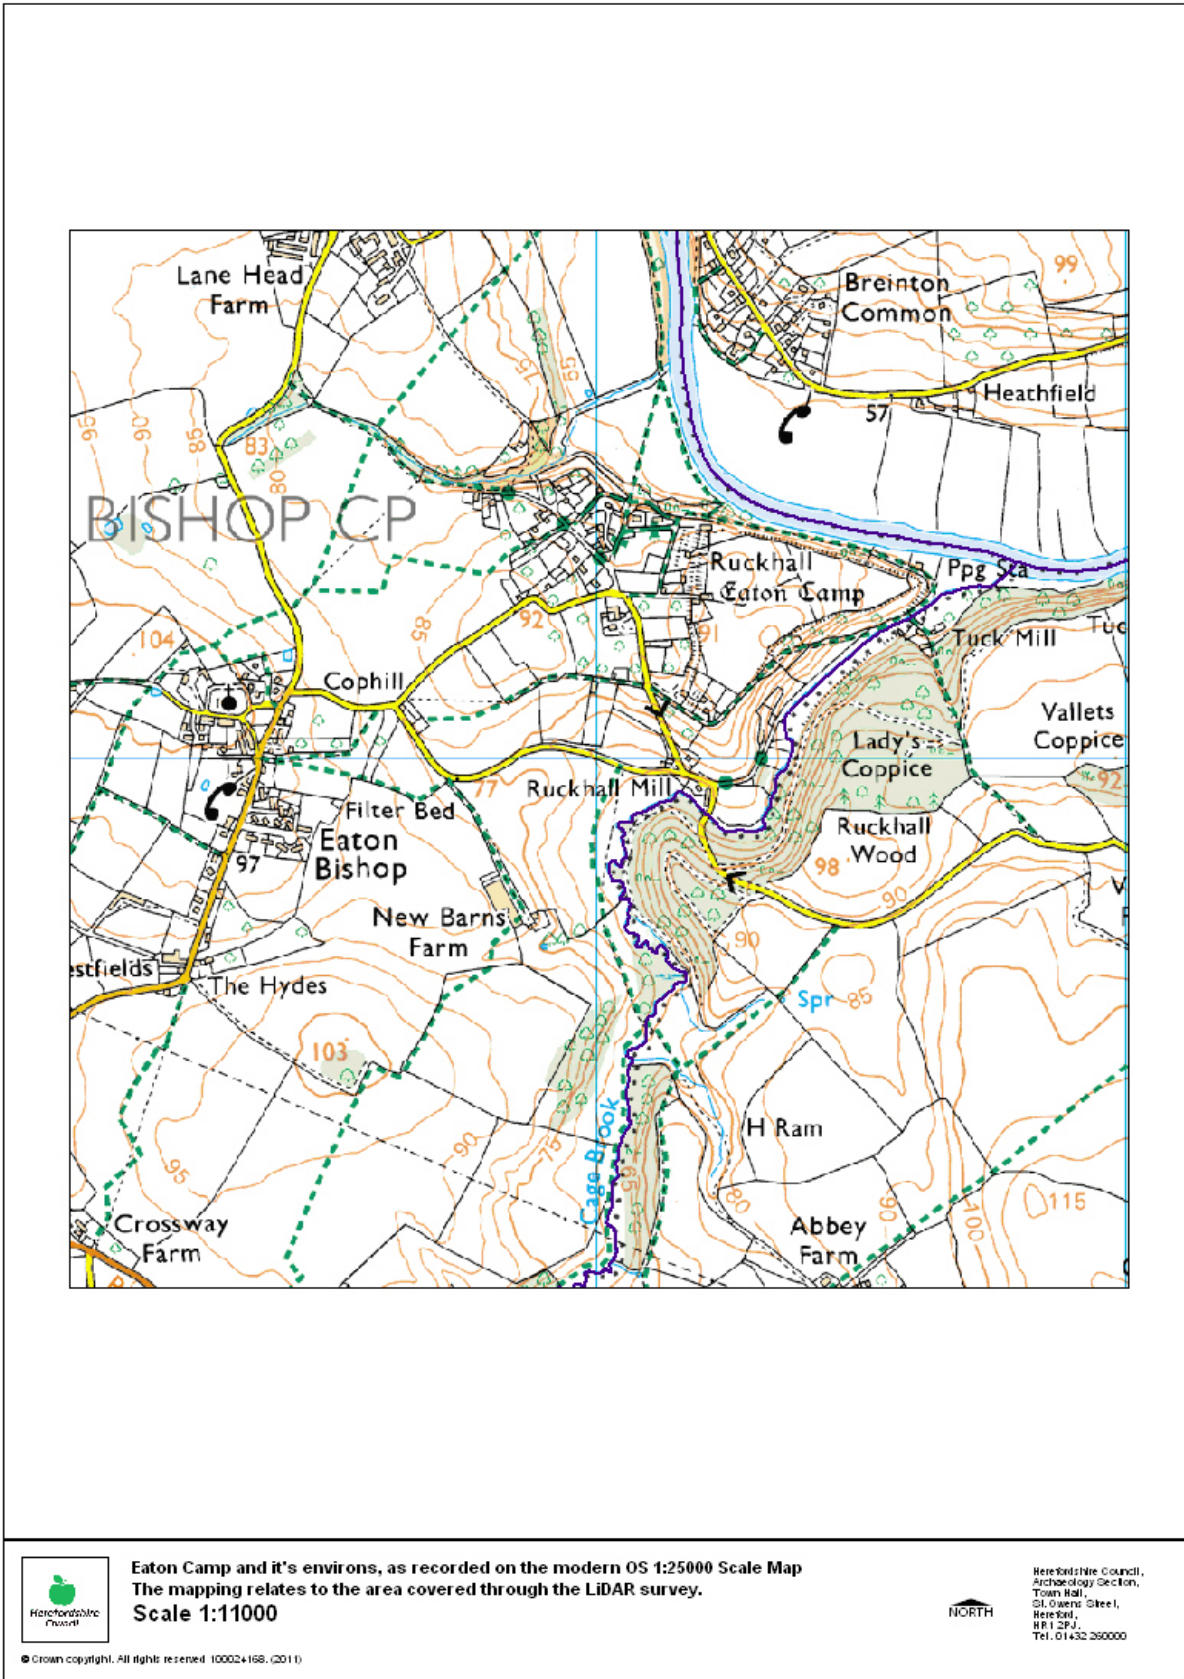 Lane Head
Farm
Breinton
Common
99
Heathfield
57
95
90
85
83
80
75
55
BISHOP CP
Ruckhall
Eaton Camp
Ppg Sta
Tuck Mill
Tuc
104
85
92
91
Cophill
Vallets
Coppice
Lady's
Coppice
92
77
Ruckhall Mill
Filter Bed
Ruckhall
Wood
Eaton
Bishop
97
98
90
New Barns
Farm
90
estfields
The Hydes
Spr
85
103
Cage Brook
H Ram
90
75
95
65
80
90
100
115
Crossway
Farm
Abbey
Farm
Herefordshire
Council
Eaton Camp and it's environs, as recorded on the modern OS 1:25000 Scale Map
The mapping relates to the area covered through the LiDAR survey.
Scale 1:11000
© Crown copyright. All rights reserved 100024168. (2011)
NORTH
Herefordshire Council,
Archaeology Section,
Town Hall,
St. Owens Street,
Hereford,
HR1 2PJ.
Tel. 01432 260000